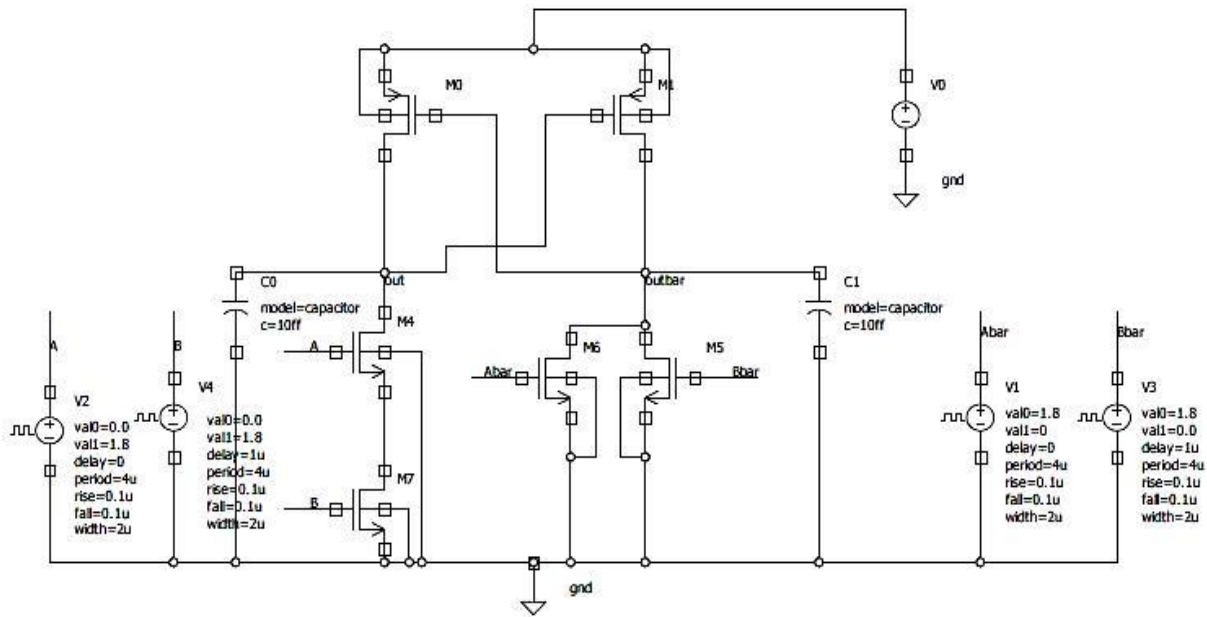 M0
M1
V0
gnd
C0
out
model=capacitor
c=10ff
outbar
C1
model=capacitor
c=10ff
A
B
M4
A
M6
M5
Abar
Bbar
Abar
Bbar
V2
val0=0.0
val1=1.8
delay=0
period=4u
rise=0.1u
fall=0.1u
width=2u
V4
val0=0.0
val1=1.8
delay=1u
period=4u
rise=0.1u
fall=0.1u
width=2u
M7
B
V1
val0=1.8
val1=0
delay=0
period=4u
rise=0.1u
fall=0.1u
width=2u
V3
val0=1.8
val1=0.0
delay=1u
period=4u
rise=0.1u
fall=0.1u
width=2u
gnd